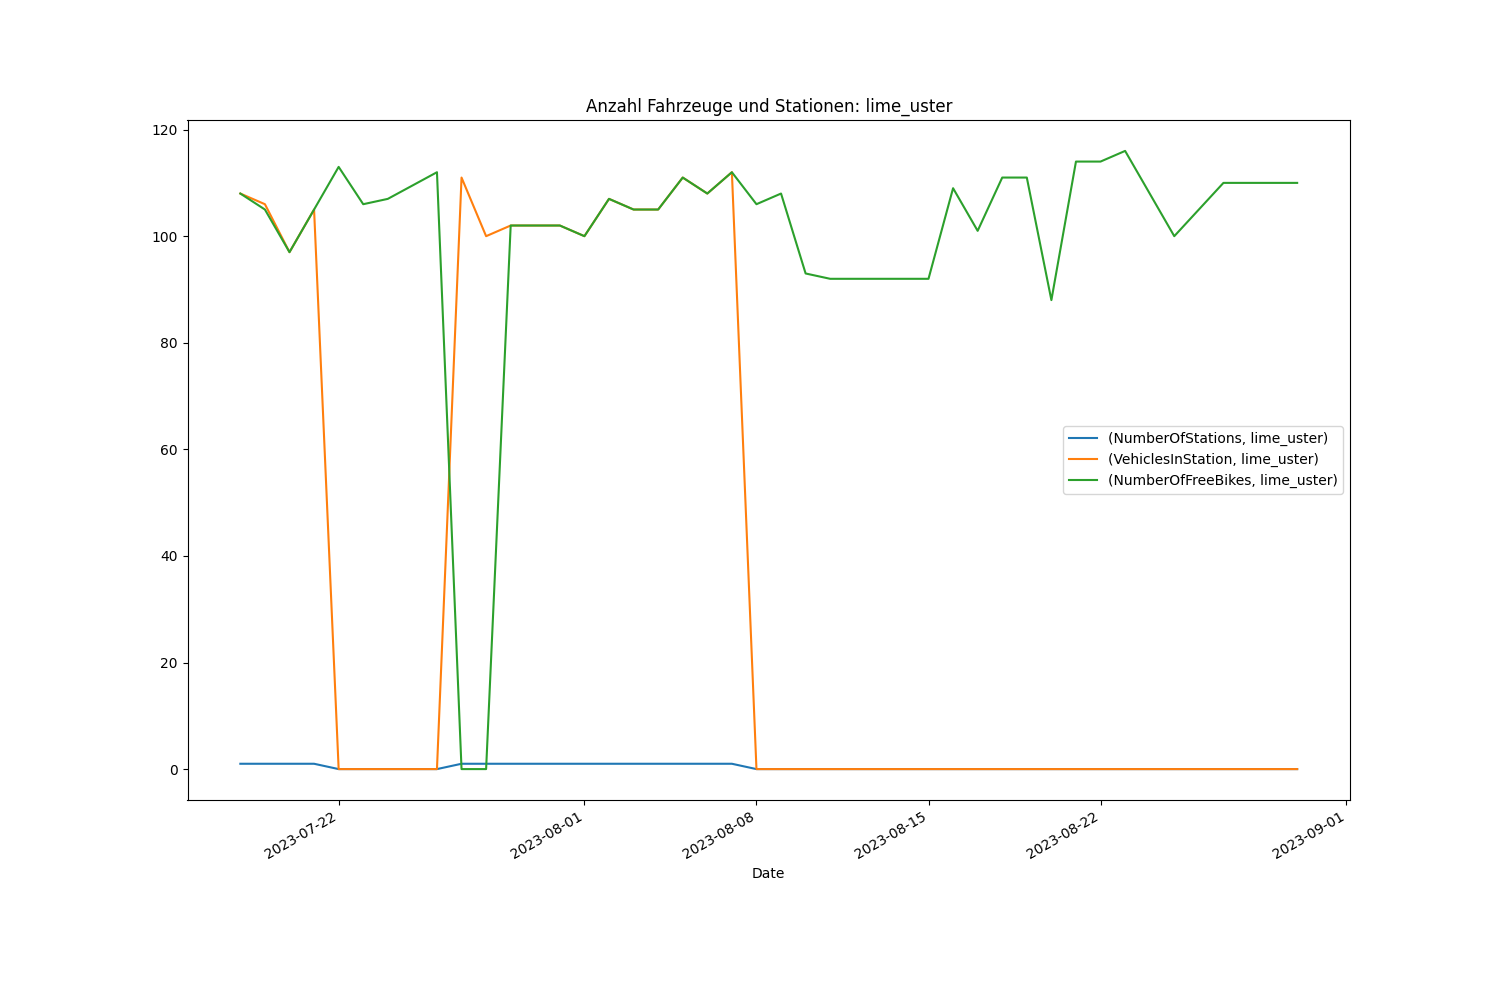 Anzahl Fahrzeuge und Stationen: lime_uster
120
100
80
60
40
20
0
(NumberOfStations, lime_uster)
(VehiclesInStation, lime_uster)
(NumberOfFreeBikes, lime_uster)
2023-07-22
2023-08-01
2023-08-08
2023-08-15
2023-08-22
2023-09-01
Date